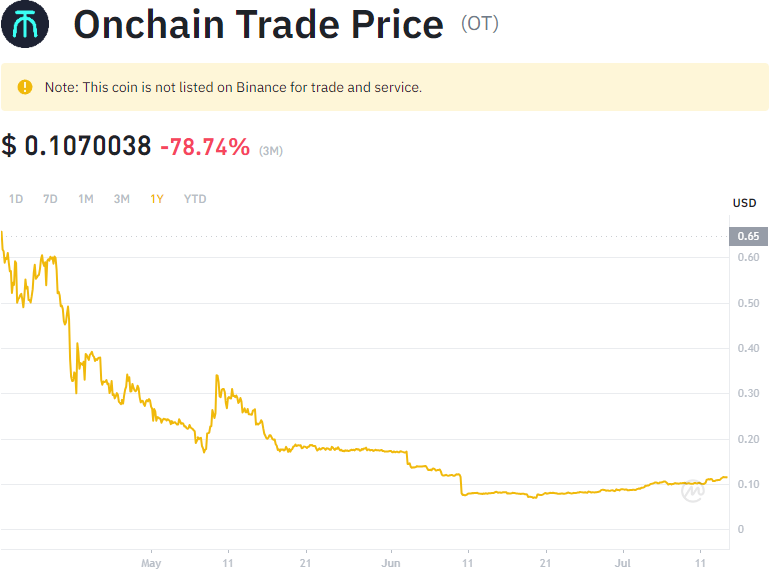 Onchain Trade Price (OT)
Note: This coin is not listed on Binance for trade and service.
$ 0.1070038 -78.74% (3M)
1D 7D 1M 3M 1Y YTD
USD
0.65
0.60
0.50
0.40
0.30
0.20
0.10
0
May 11 21 Jun 11 21 Jul 11